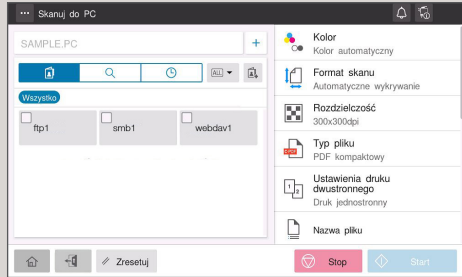 Skanuj do PC
SAMPLE.PC
+
ALL
Wszystko
ftp1
smb1
webdav1
Kolor
Kolor automatyczny
Format skanu
Automatyczne wykrywanie
Rozdzielczość
300x300dpi
Typ pliku
PDF kompaktowy
Ustawienia druku
dwustronnego
Druk jednostronny
Nazwa pliku
Zresetuj
Stop
Start